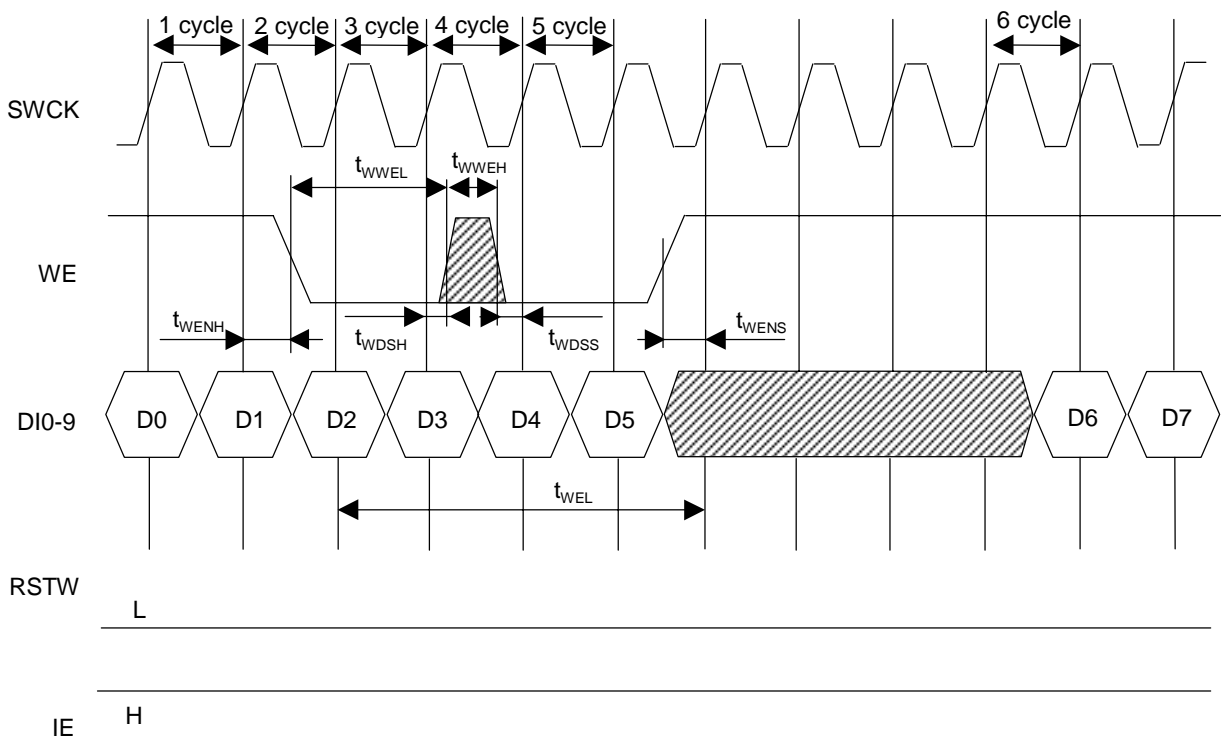 1 cycle 2 cycle 3 cycle 4 cycle 5 cycle 6 cycle
SWCK
tWWEL tWWEH
WE
tWENH tWDSH tWDSS tWENS
DI0-9 D0 D1 D2 D3 D4 D5 D6 D7
tWEL
RSTW
L
H
IE